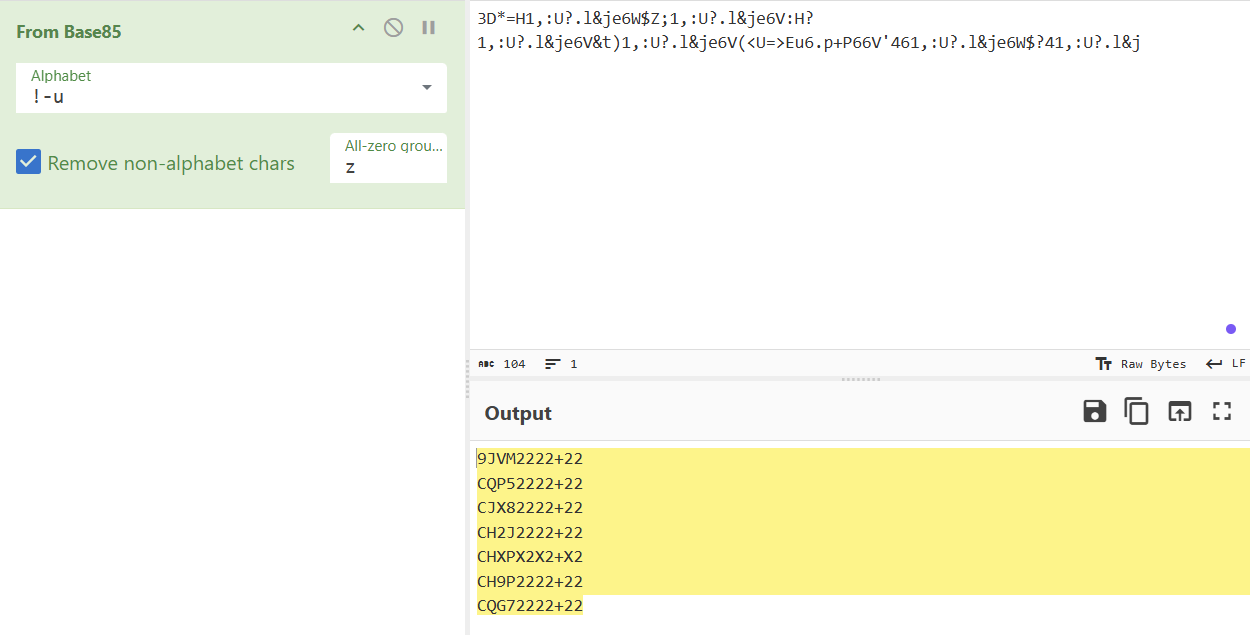 From Base85
Alphabet
!-u
Remove non-alphabet chars
All-zero grou...
z
3D*=H1,:U?.l&je6W$Z;1,:U?.l&je6V:H?
1,:U?.l&je6V&t)1,:U?.l&je6V(<U=>Eu6.p+P66V'461,:U?.l&je6W$?41,:U?.l&j
ABC 104 1
Tт Raw Bytes LF
Output
9JVM2222+22
CQP52222+22
CJX82222+22
CH2J2222+22
CHXPX2X2+X2
CH9P2222+22
CQG72222+22